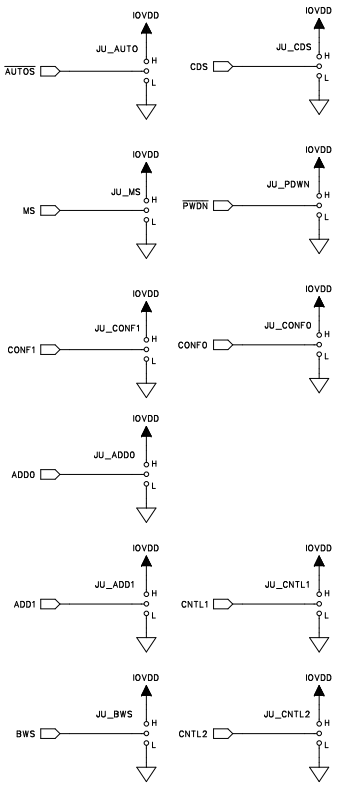 IOVDD
JU_AUTO
H
AUTOS
L
IOVDD
JU_CDS
H
CDS
L
IOVDD
JU_MS
H
MS
L
IOVDD
JU_PDWN
H
PWDN
L
IOVDD
JU_CONF1
H
CONF1
L
IOVDD
JU_CONF0
H
CONF0
L
IOVDD
JU_ADD0
H
ADD0
L
IOVDD
JU_ADD1
H
ADD1
L
IOVDD
JU_CNTL1
H
CNTL1
L
IOVDD
JU_BWS
H
BWS
L
IOVDD
JU_CNTL2
H
CNTL2
L